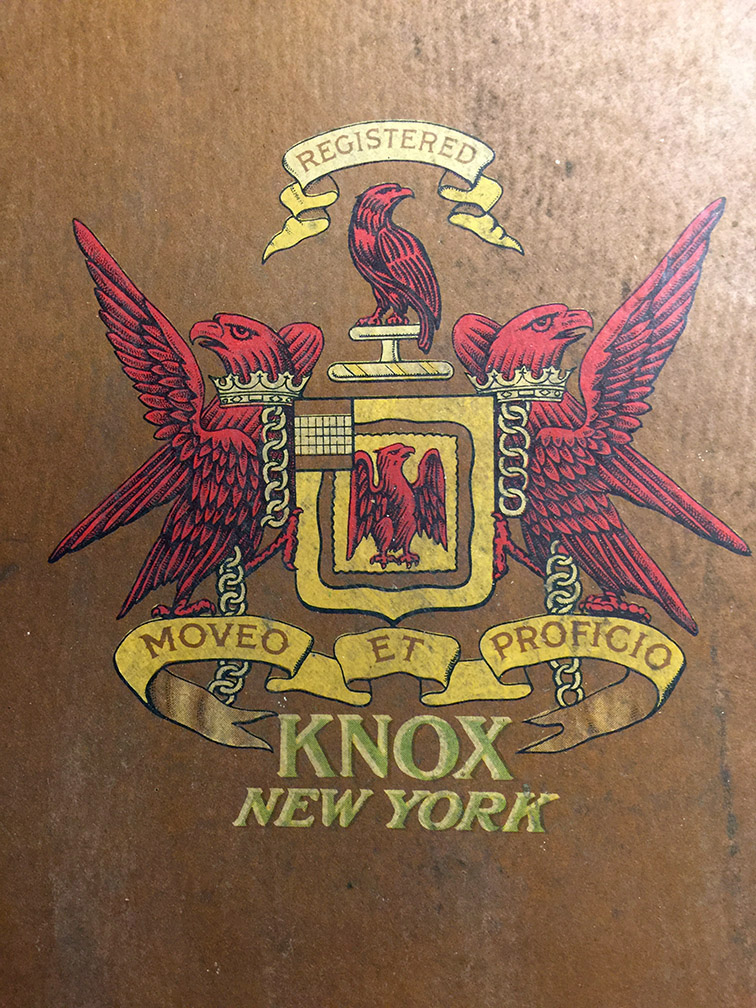 REGISTERED
MOVEO ET PROFICIO
KNOX
NEW YORK